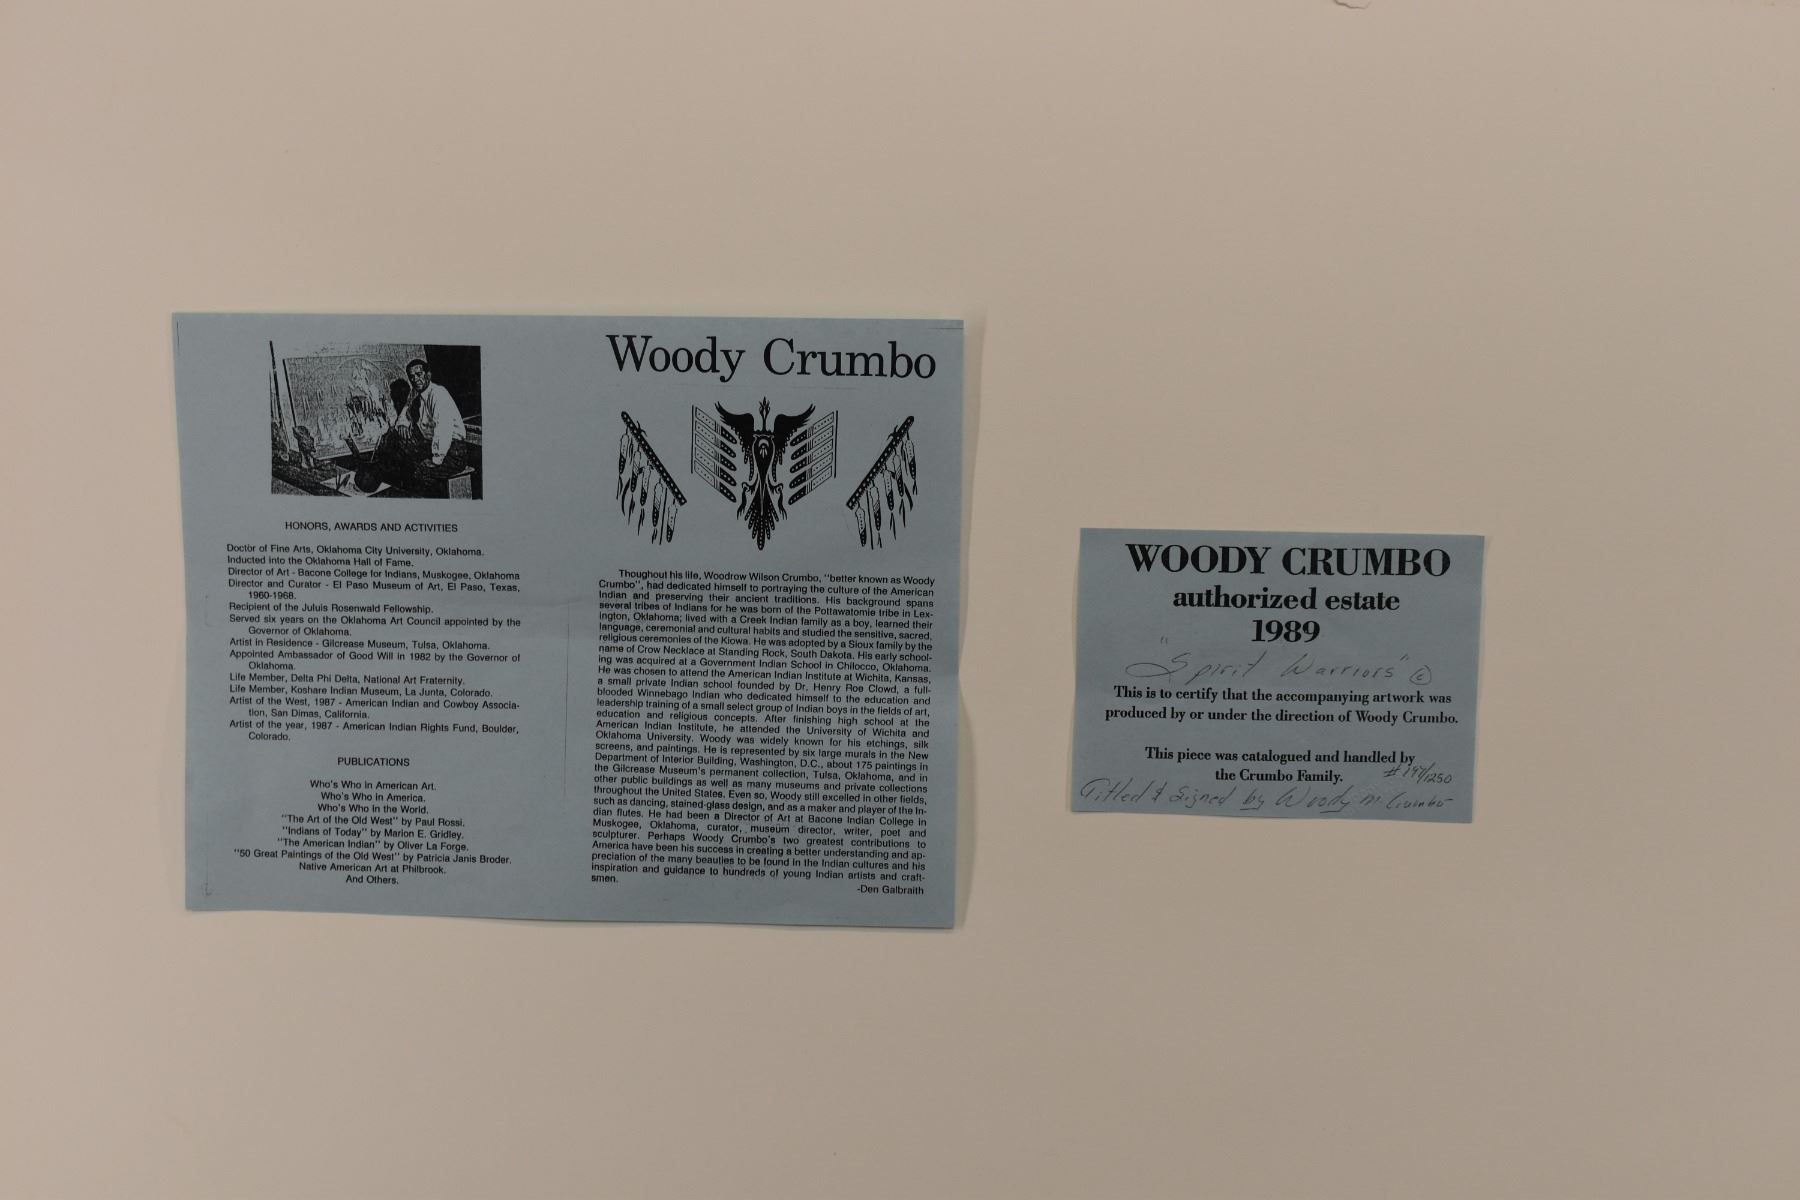 HONORS, AWARDS AND ACTIVITIES
Doctor of Fine Arts, Oklahoma City University, Oklahoma.
Inducted into the Oklahoma Hall of Fame.
Director of Art - Bacone College for Indians, Muskogee, Oklahoma
Director and Curator - El Paso Museum of Art, El Paso, Texas,
1960-1968.
Recipient of the Juluis Rosenwald Fellowship.
Served six years on the Oklahoma Art Council appointed by the
Governor of Oklahoma.
Artist in Residence - Gilcrease Museum, Tulsa, Oklahoma.
Appointed Ambassador of Good Will in 1982 by the Governor of
Oklahoma.
Life Member, Delta Phi Delta, National Art Fraternity.
Life Member, Koshare Indian Museum, La Junta, Colorado.
Artist of the West, 1987 - American Indian and Cowboy Associa-
tion, San Dimas, California.
Artist of the year, 1987 - American Indian Rights Fund, Boulder,
Colorado.
PUBLICATIONS
Who's Who in American Art.
Who's Who in America.
Who's Who in the World.
"The Art of the Old West" by Paul Rossi.
"Indians of Today" by Marion E. Gridley.
"The American Indian" by Oliver La Forge.
"50 Great Paintings of the Old West" by Patricia Janis Broder.
Native American Art at Philbrook.
And Others.
Woody Crumbo
Thoughout his life, Woodrow Wilson Crumbo, "better known as Woody
Crumbo", had dedicated himself to portraying the culture of the American
Indian and preserving their ancient traditions. His background spans
several tribes of Indians for he was born of the Pottawatomie tribe in Lex-
ington, Oklahoma; lived with a Creek Indian family as a boy, learned their
language, ceremonial and cultural habits and studied the sensitive, sacred,
religious ceremonies of the Kiowa. He was adopted by a Sioux family by the
name of Crow Necklace at Standing Rock, South Dakota. His early school-
ing was acquired at a Government Indian School in Chilocco, Oklahoma.
He was chosen to attend the American Indian Institute at Wichita, Kansas,
a small private Indian school founded by Dr. Henry Roe Clowd, a full-
blooded Winnebago Indian who dedicated himself to the education and
leadership training of a small select group of Indian boys in the fields of art,
education and religious concepts. After finishing high school at the
American Indian Institute, he attended the University of Wichita and
Oklahoma University. Woody was widely known for his etchings, silk
screens, and paintings. He is represented by six large murals in the New
Department of Interior Building, Washington, D.C., about 175 paintings in
the Gilcrease Museum's permanent collection, Tulsa, Oklahoma, and in
other public buildings as well as many museums and private collections
throughout the United States. Even so, Woody still excelled in other fields,
such as dancing, stained-glass design, and as a maker and player of the In-
dian flutes. He had been a Director of Art at Bacone Indian College in
Muskogee, Oklahoma, curator, museum director, writer, poet and
sculpturer. Perhaps Woody Crumbo's two greatest contributions to
America have been his success in creating a better understanding and ap-
preciation of the many beauties to be found in the Indian cultures and his
inspiration and guidance to hundreds of young Indian artists and craft-
smen.
-Den Galbraith
WOODY CRUMBO
authorized estate
1989
"Spirit Warriors" ©
This is to certify that the accompanying artwork was
produced by or under the direction of Woody Crumbo.
This piece was catalogued and handled by
the Crumbo Family. #197/1250
Titled & Signed by Woody M. Crumbo